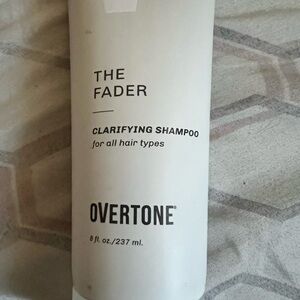 THE
FADER
CLARIFYING SHAMPOO
for all hair types
OVERTONE®
8 fl. oz./237 ml.